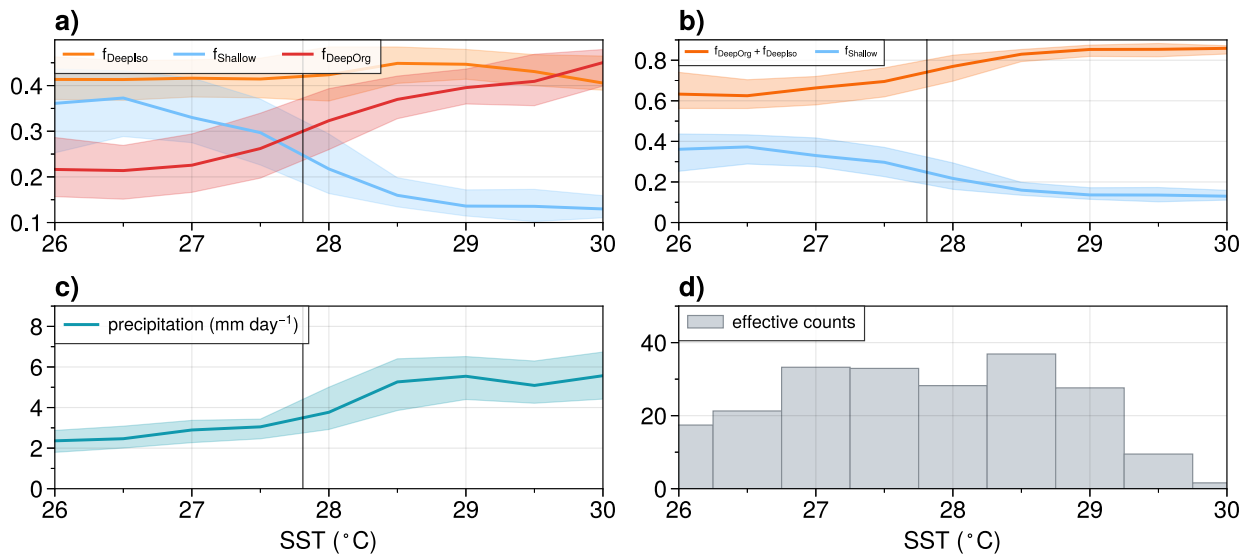 a)
f_DeepIso f_Shallow f_DeepOrg
0.4
0.3
0.2
0.1
26 27 28 29 30
b)
f_DeepOrg + f_DeepIso f_Shallow
0.8
0.6
0.4
0.2
0
26 27 28 29 30
c)
precipitation (mm day⁻¹)
8
6
4
2
0
26 27 28 29 30
SST (°C)
d)
effective counts
40
20
0
26 27 28 29 30
SST (°C)